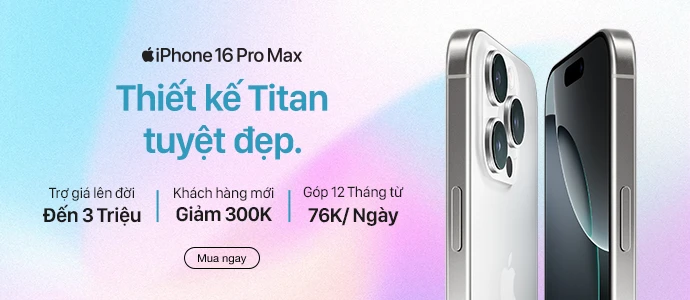 iPhone 16 Pro Max
Thiết kế Titan
tuyệt đẹp.
Trợ giá lên đời
Đến 3 Triệu
Khách hàng mới
Giảm 300K
Góp 12 Tháng từ
76K/ Ngày
Mua ngay